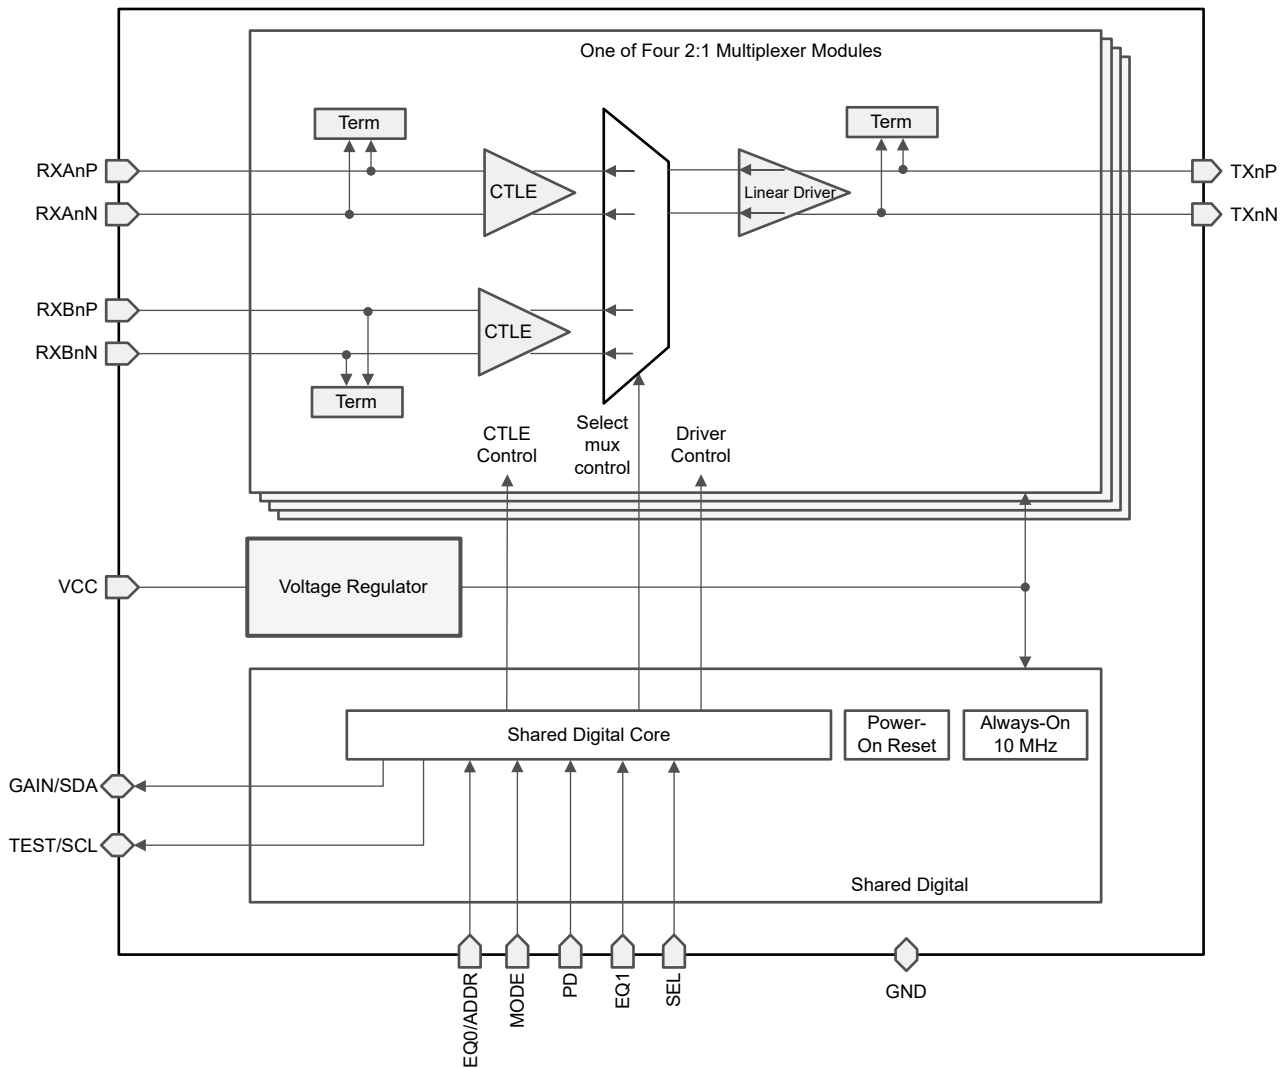 One of Four 2:1 Multiplexer Modules
Term
Term
RXAnP
TXnP
CTLE
Linear Driver
RXAnN
TXnN
RXBnP
CTLE
RXBnN
Term
CTLE
Control
Select
mux
control
Driver
Control
VCC
Voltage Regulator
Shared Digital Core
Power-
On Reset
Always-On
10 MHz
GAIN/SDA
TEST/SCL
Shared Digital
EQ0/ADDR
MODE
PD
EQ1
SEL
GND